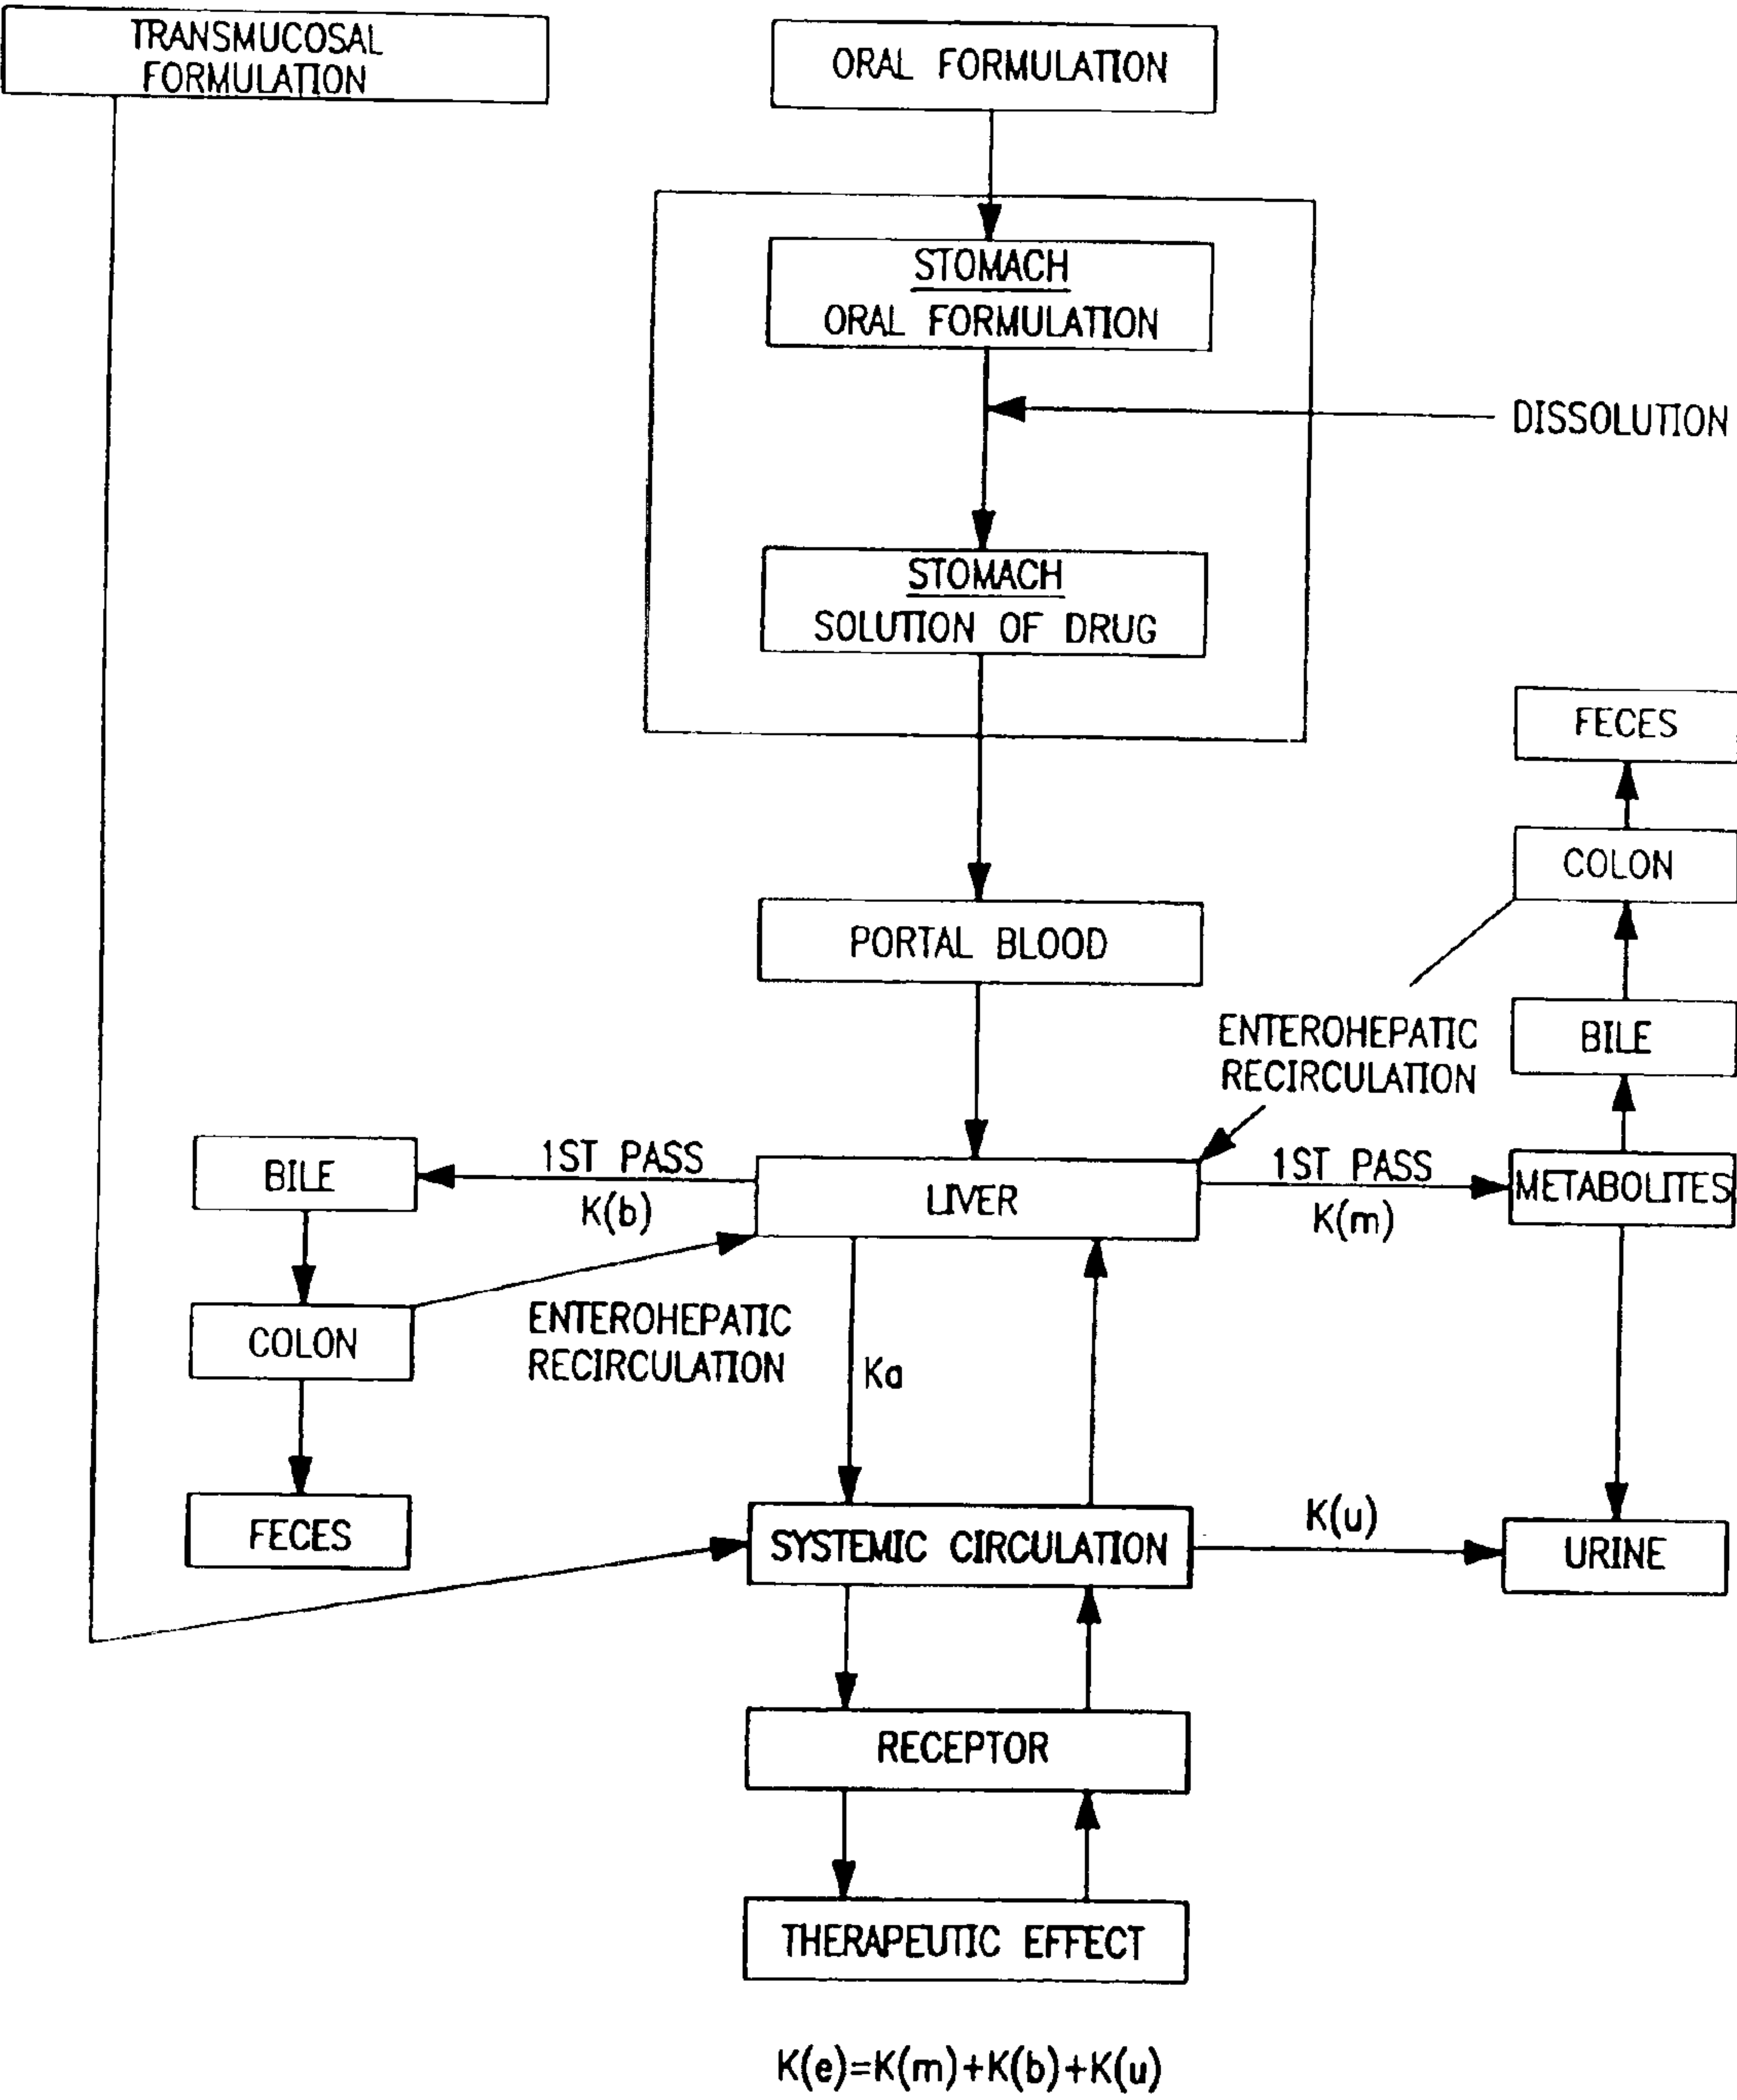 TRANSMUCOSAL
FORMULATION
ORAL FORMULATION
STOMACH
ORAL FORMULATION
DISSOLUTION
STOMACH
SOLUTION OF DRUG
FECES
COLON
PORTAL BLOOD
ENTEROHEPATIC
RECIRCULATION
BILE
BILE
1ST PASS
K(b)
LIVER
1ST PASS
K(m)
METABOLITES
COLON
ENTEROHEPATIC
RECIRCULATION
Ka
FECES
SYSTEMIC CIRCULATION
K(u)
URINE
RECEPTOR
THERAPEUTIC EFFECT
K(e)=K(m)+K(b)+K(u)